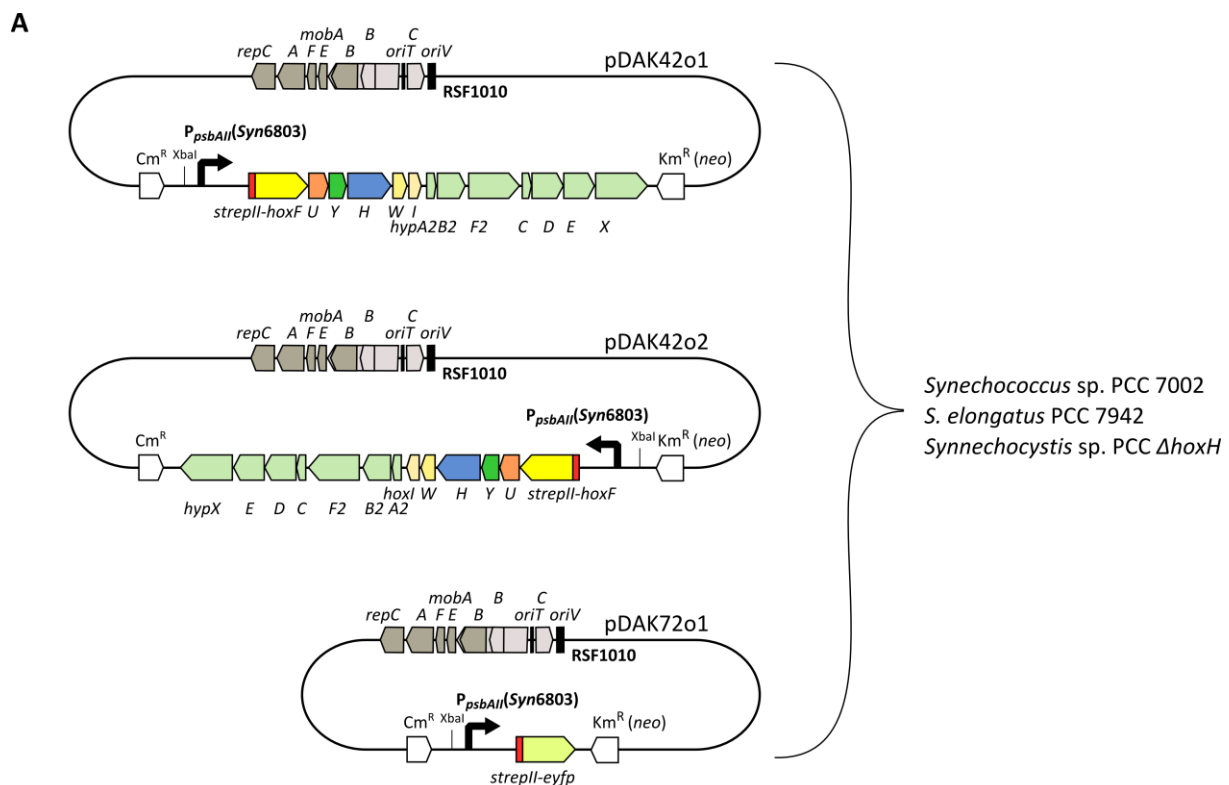 A
mobA B C
repC A F E B oriT oriV
pDAK42o1
RSF1010
PpsbAII(Syn6803)
CmR XbaI KmR (neo)
strepII-hoxF U Y H W I
hypA2B2 F2 C D E X
mobA B C
repC A F E B oriT oriV
pDAK42o2
RSF1010
PpsbAII(Syn6803)
CmR XbaI KmR (neo)
hoxI W H Y U strepII-hoxF
hypX E D C F2 B2 A2
Synechococcus sp. PCC 7002
S. elongatus PCC 7942
Synnechocystis sp. PCC ΔhoxH
mobA B C
repC A F E B oriT oriV
pDAK72o1
RSF1010
PpsbAII(Syn6803)
CmR XbaI KmR (neo)
strepII-eyfp